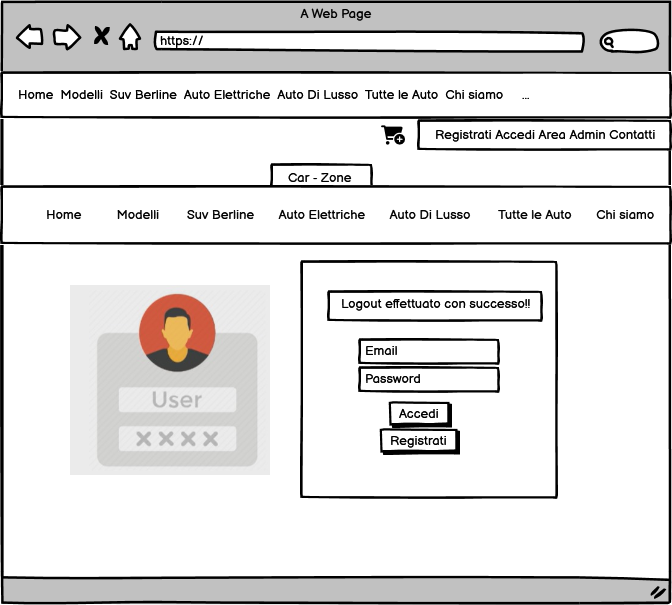 A Web Page
https://
Home Modelli Suv Berline Auto Elettriche Auto Di Lusso Tutte le Auto Chi siamo ...
Registrati Accedi Area Admin Contatti
Car - Zone
Home Modelli Suv Berline Auto Elettriche Auto Di Lusso Tutte le Auto Chi siamo
Logout effettuato con successo!!
Email
Password
Accedi
Registrati
User